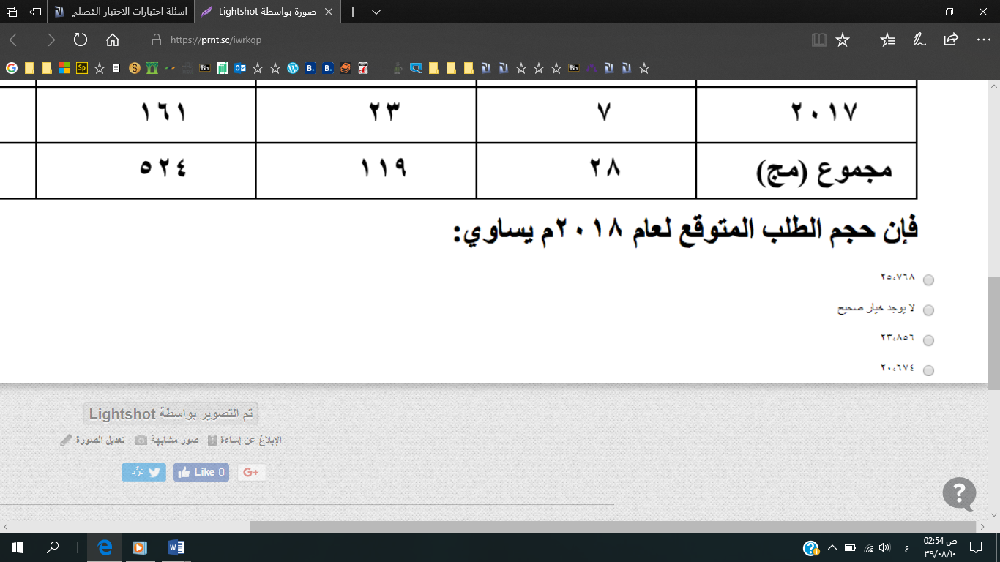 اسئلة اختبارات الاختبار الفصلي
صورة بواسطة Lightshot
https://prnt.sc/iwrkqp
٢٠١٧ ٧ ٢٣ ١٦١
مجموع (مج) ٢٨ ١١٩ ٥٢٤
فإن حجم الطلب المتوقع لعام ٢٠١٨م يساوي:
٢٥،٧٦٨
لا يوجد خيار صحيح
٢٣،٨٥٦
٢٠،٦٧٤
تم التصوير بواسطة Lightshot
الإبلاغ عن إساءة صور مشابهة تعديل الصورة
غرِّد Like 0 G+
?
02:54 ص
ع
٣٩/٠٨/١٠